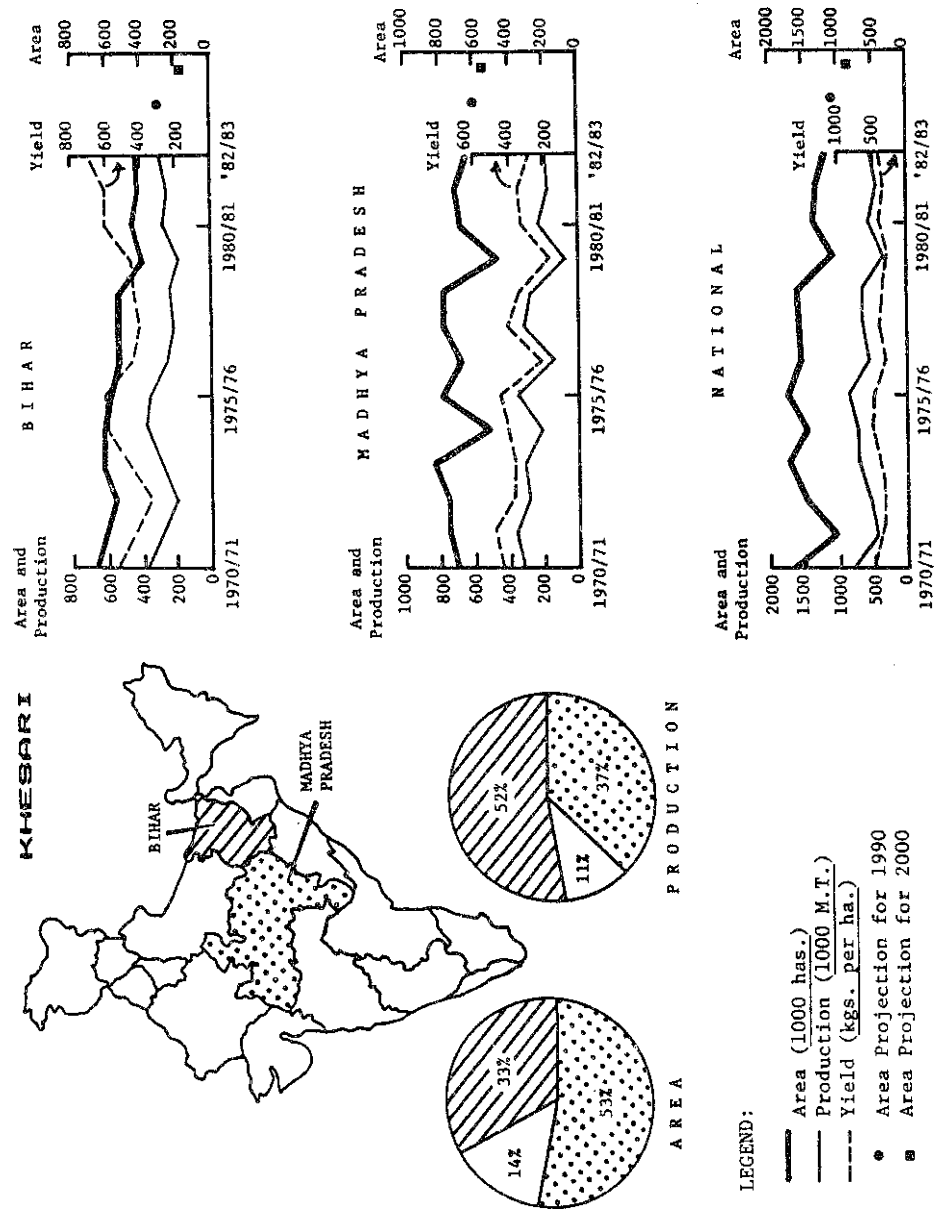 KHESARI
BIHAR
MADHYA
PRADESH
33%
14%
53%
AREA
52%
11%
37%
PRODUCTION
LEGEND:
Area (1000 has.)
Production (1000 M.T.)
Yield (kgs. per ha.)
Area Projection for 1990
Area Projection for 2000
BIHAR
Area and
Production
800
600
400
200
0
1970/71
1975/76
1980/81
'82/83
Yield
800
600
400
200
Area
800
600
400
200
0
MADHYA PRADESH
Area and
Production
1000
800
600
400
200
0
1970/71
1975/76
1980/81
'82/83
Yield
600
400
200
Area
1000
800
600
400
200
0
NATIONAL
Area and
Production
2000
1500
1000
500
0
1970/71
1975/76
1980/81
'82/83
Yield
1000
500
Area
2000
1500
1000
500
0